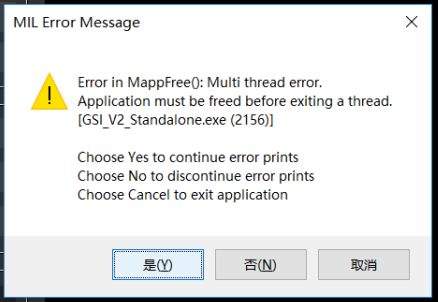 MIL Error Message
Error in MappFree(): Multi thread error.
Application must be freed before exiting a thread.
[GSI_V2_Standalone.exe (2156)]
Choose Yes to continue error prints
Choose No to discontinue error prints
Choose Cancel to exit application
是(Y) 否(N) 取消